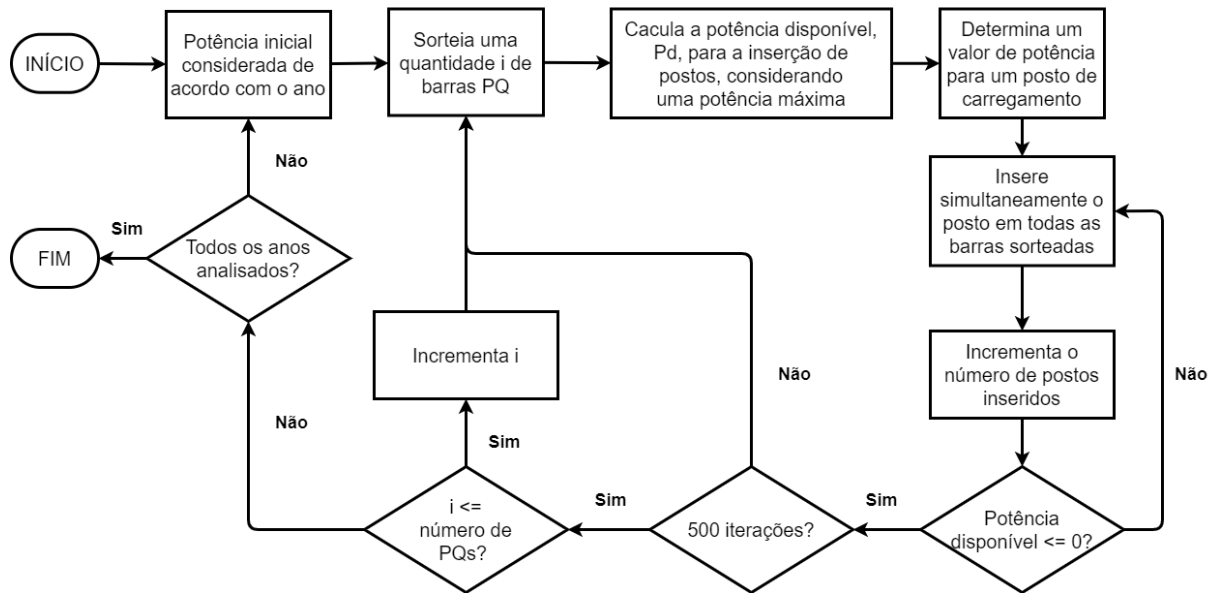 INÍCIO
Potência inicial
considerada de
acordo com o ano
Sorteia uma
quantidade i de
barras PQ
Cacula a potência disponível,
Pd, para a inserção de
postos, considerando
uma potência máxima
Determina um
valor de potência
para um posto de
carregamento
Insere
simultaneamente o
posto em todas as
barras sorteadas
Incrementa o
número de postos
inseridos
Não
Potência
disponível <= 0?
Sim
500 iterações?
Não
Sim
i <=
número de
PQs?
Sim
Incrementa i
Não
Todos os anos
analisados?
Não
Sim
FIM